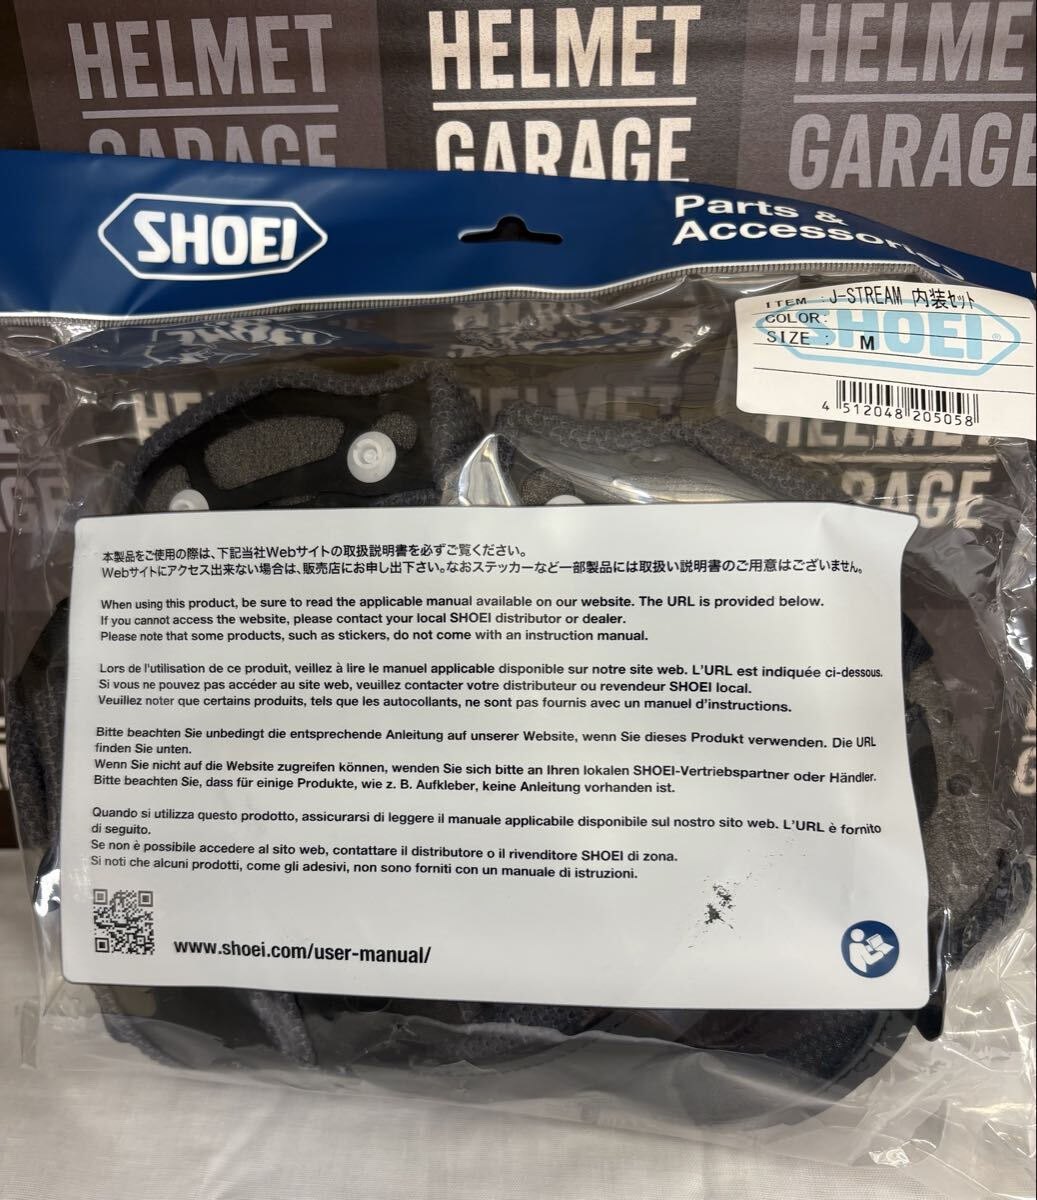 HELMET HELMET HELMET
GARAGE GARAGE GARAGE
SHOEI
Parts &
Accessories
ITEM : J-STREAM 内装セット
COLOR:
SIZE : M
SHOEI®
4 512048 205058
HELMET HELMET
GARAGE
本製品をご使用の際は、下記当社Webサイトの取扱説明書を必ずご覧ください。
Webサイトにアクセス出来ない場合は、販売店にお申し出下さい。なおステッカーなど一部製品には取扱い説明書のご用意はございません。
When using this product, be sure to read the applicable manual available on our website. The URL is provided below.
If you cannot access the website, please contact your local SHOEI distributor or dealer.
Please note that some products, such as stickers, do not come with an instruction manual.
Lors de l'utilisation de ce produit, veillez à lire le manuel applicable disponible sur notre site web. L'URL est indiquée ci-dessous.
Si vous ne pouvez pas accéder au site web, veuillez contacter votre distributeur ou revendeur SHOEI local.
Veuillez noter que certains produits, tels que les autocollants, ne sont pas fournis avec un manuel d'instructions.
Bitte beachten Sie unbedingt die entsprechende Anleitung auf unserer Website, wenn Sie dieses Produkt verwenden. Die URL
finden Sie unten.
Wenn Sie nicht auf die Website zugreifen können, wenden Sie sich bitte an Ihren lokalen SHOEI-Vertriebspartner oder Händler.
Bitte beachten Sie, dass für einige Produkte, wie z. B. Aufkleber, keine Anleitung vorhanden ist.
Quando si utilizza questo prodotto, assicurarsi di leggere il manuale applicabile disponibile sul nostro sito web. L'URL è fornito
di seguito.
Se non è possibile accedere al sito web, contattare il distributore o il rivenditore SHOEI di zona.
Si noti che alcuni prodotti, come gli adesivi, non sono forniti con un manuale di istruzioni.
www.shoei.com/user-manual/